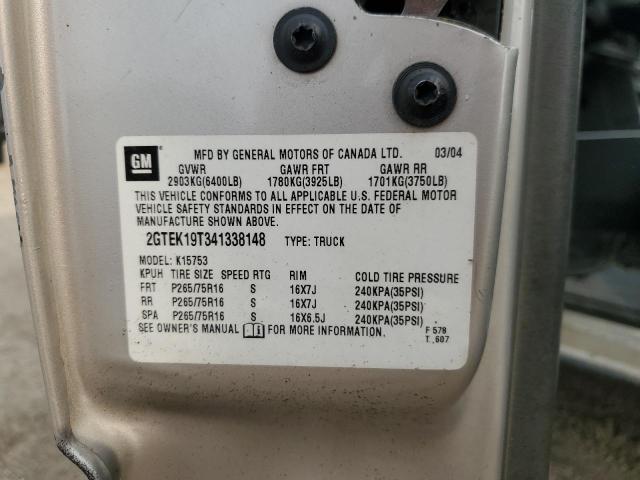 GM
MFD BY GENERAL MOTORS OF CANADA LTD. 03/04
GVWR GAWR FRT GAWR RR
2903KG(6400LB) 1780KG(3925LB) 1701KG(3750LB)
THIS VEHICLE CONFORMS TO ALL APPLICABLE U.S. FEDERAL MOTOR
VEHICLE SAFETY STANDARDS IN EFFECT ON THE DATE OF
MANUFACTURE SHOWN ABOVE.
2GTEK19T341338148 TYPE: TRUCK
MODEL: K15753
KPUH TIRE SIZE SPEED RTG RIM COLD TIRE PRESSURE
FRT P265/75R16 S 16X7J 240KPA(35PSI)
RR P265/75R16 S 16X7J 240KPA(35PSI)
SPA P265/75R16 S 16X6.5J 240KPA(35PSI)
SEE OWNER'S MANUAL FOR MORE INFORMATION. F 578
T 607